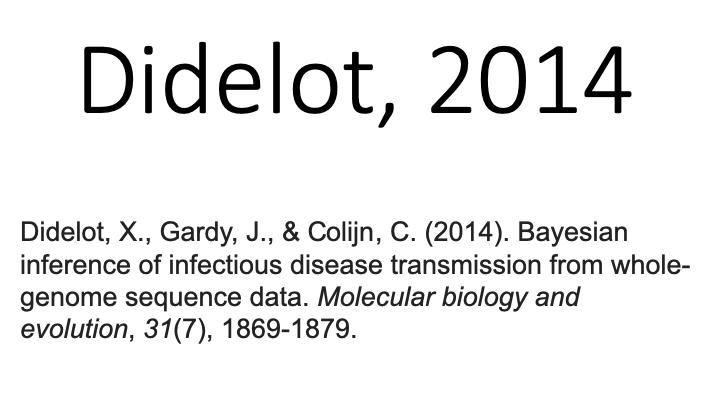 Didelot, 2014
Didelot, X., Gardy, J., & Colijn, C. (2014). Bayesian
inference of infectious disease transmission from whole-
genome sequence data. Molecular biology and
evolution, 31(7), 1869-1879.